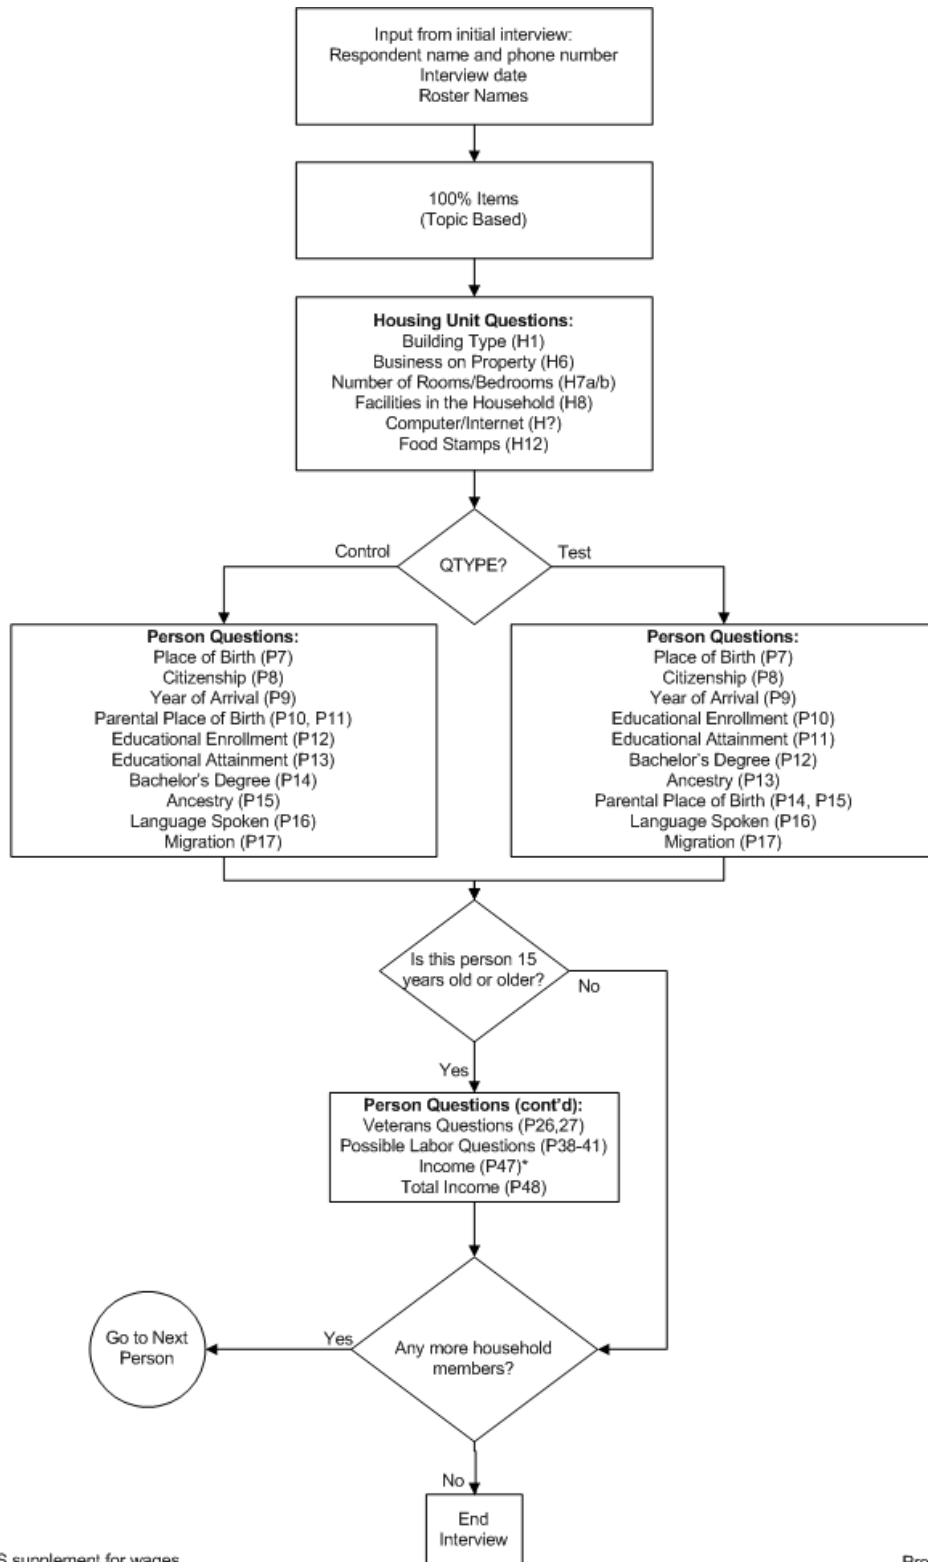 Input from initial interview:
Respondent name and phone number
Interview date
Roster Names
100% Items
(Topic Based)
Housing Unit Questions:
Building Type (H1)
Business on Property (H6)
Number of Rooms/Bedrooms (H7a/b)
Facilities in the Household (H8)
Computer/Internet (H?)
Food Stamps (H12)
QTYPE?
Control
Test
Person Questions:
Place of Birth (P7)
Citizenship (P8)
Year of Arrival (P9)
Parental Place of Birth (P10, P11)
Educational Enrollment (P12)
Educational Attainment (P13)
Bachelor's Degree (P14)
Ancestry (P15)
Language Spoken (P16)
Migration (P17)
Person Questions:
Place of Birth (P7)
Citizenship (P8)
Year of Arrival (P9)
Educational Enrollment (P10)
Educational Attainment (P11)
Bachelor's Degree (P12)
Ancestry (P13)
Parental Place of Birth (P14, P15)
Language Spoken (P16)
Migration (P17)
Is this person 15
years old or older?
No
Yes
Person Questions (cont'd):
Veterans Questions (P26,27)
Possible Labor Questions (P38-41)
Income (P47)*
Total Income (P48)
Any more household
members?
Yes
Go to Next
Person
No
End
Interview
S supplement for wages